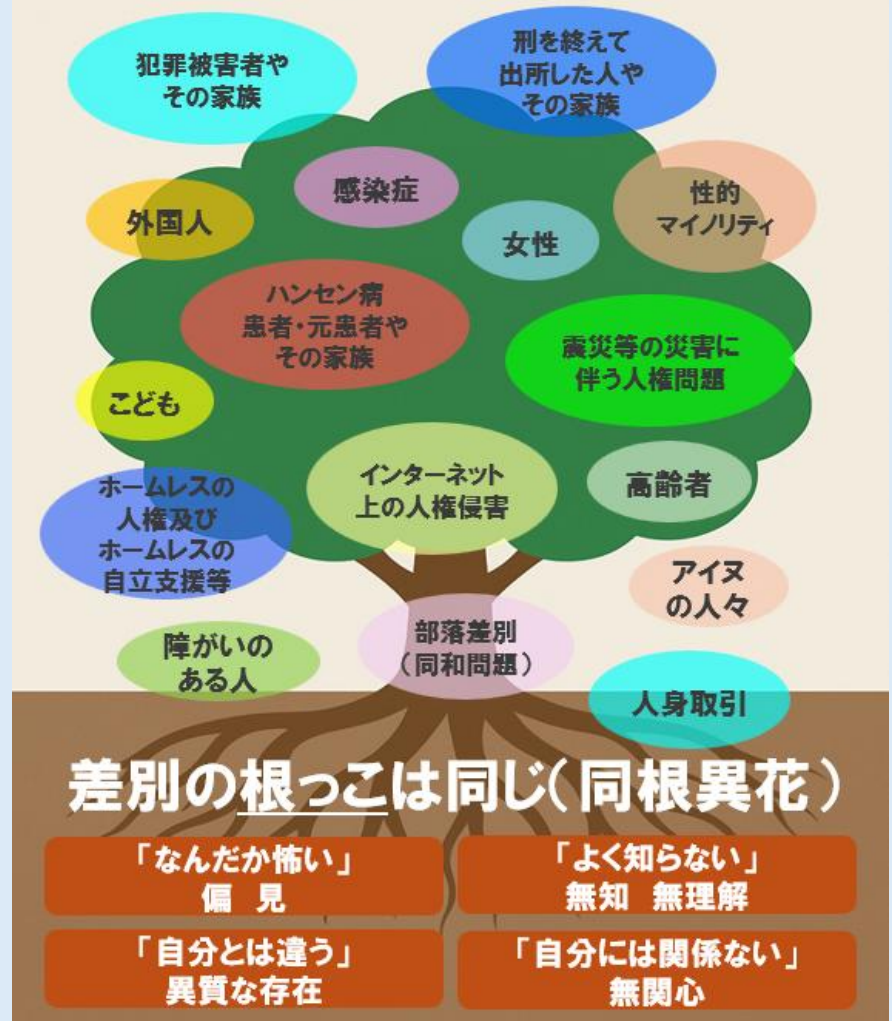 犯罪被害者や
その家族
刑を終えて
出所した人や
その家族
感染症
性的
マイノリティ
外国人
女性
ハンセン病
患者・元患者や
その家族
震災等の災害に
伴う人権問題
こども
インターネット
上の人権侵害
高齢者
ホームレスの
人権及び
ホームレスの
自立支援等
アイヌ
の人々
部落差別
（同和問題）
障がいの
ある人
人身取引
差別の根っこは同じ（同根異花）
「なんだか怖い」
偏 見
「よく知らない」
無知 無理解
「自分とは違う」
異質な存在
「自分には関係ない」
無関心